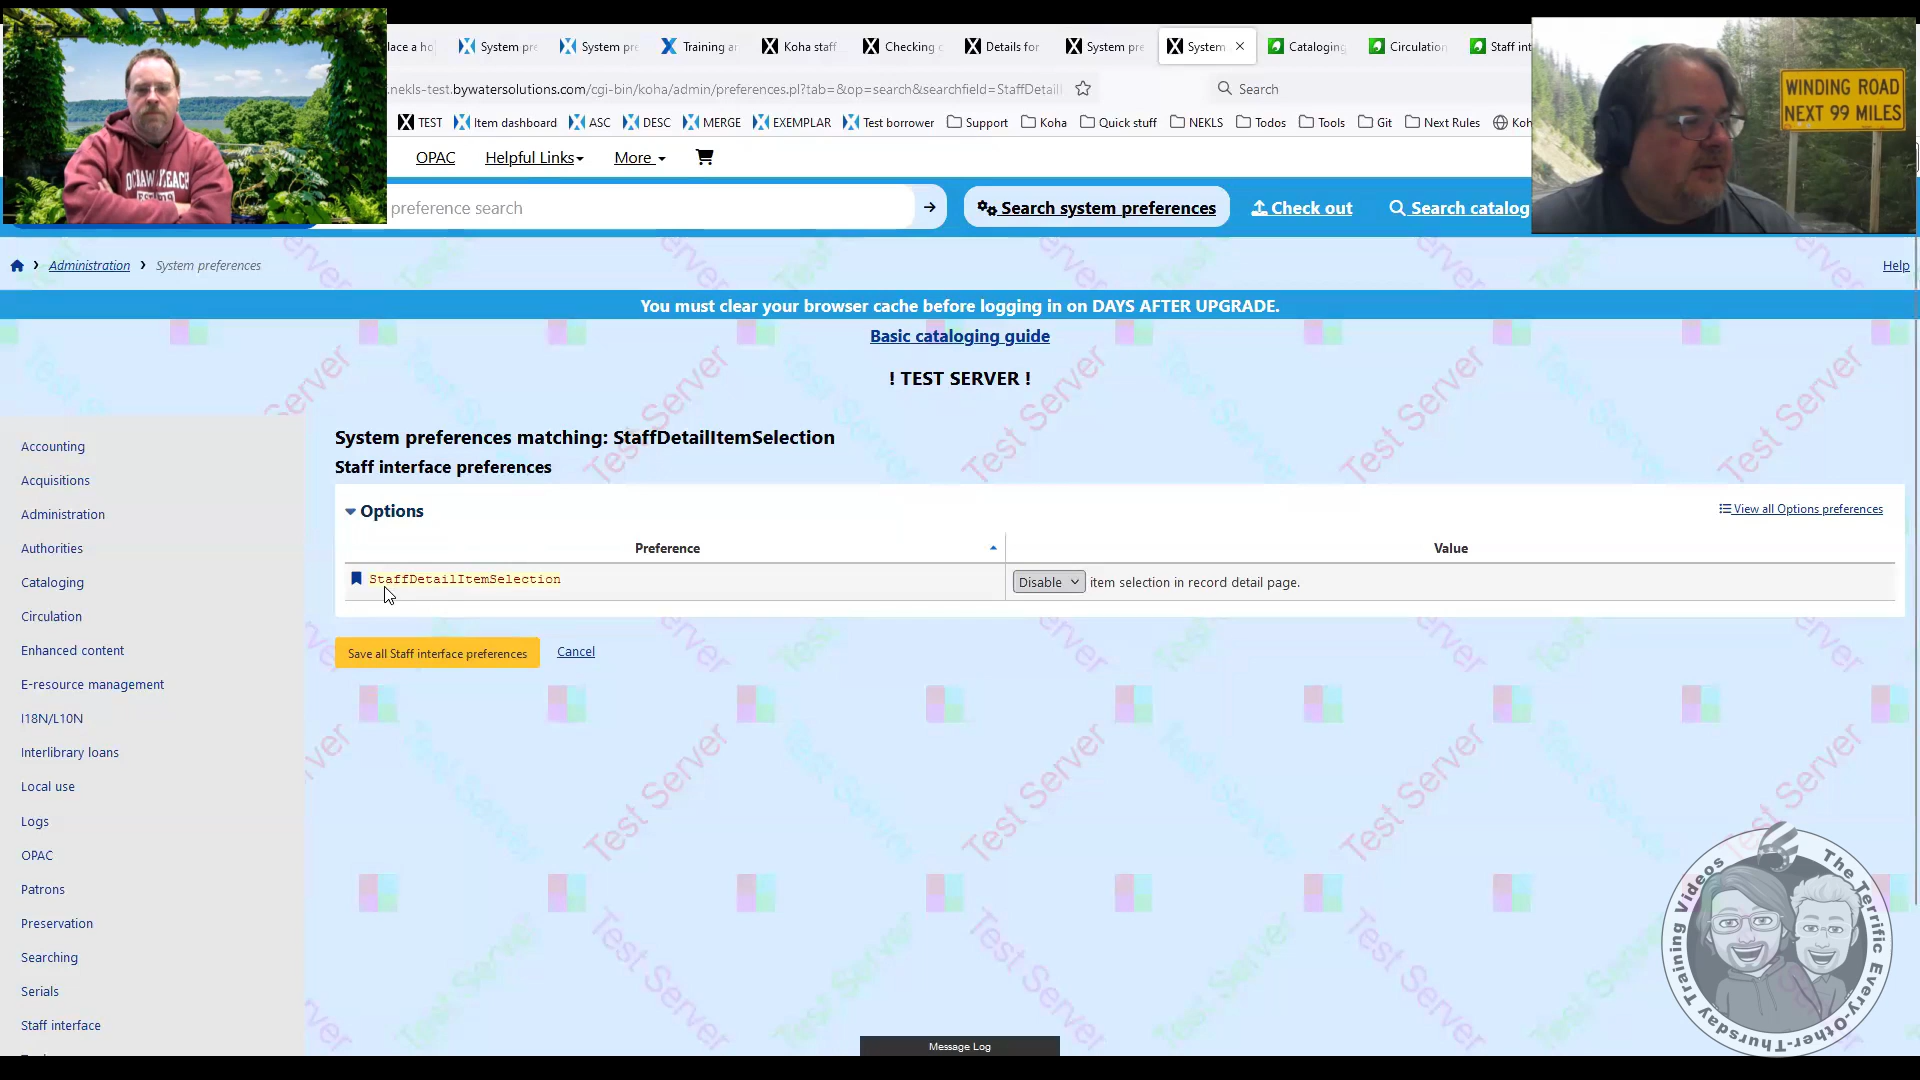 lace a ho
System pre
System pre
Training a
Koha staff
Checking
Details for
System pre
System
Cataloging
Circulation
Staff int
.nekls-test.bywatersolutions.com/cgi-bin/koha/admin/preferences.pl?tab=&op=search&searchfield=StaffDetail
Search
TEST
Item dashboard
ASC
DESC
MERGE
EXEMPLAR
Test borrower
Support
Koha
Quick stuff
NEKLS
Todos
Tools
Git
Next Rules
Koh
OPAC
Helpful Links
More
preference search
Search system preferences
Check out
Search catalog
WINDING ROAD
NEXT 99 MILES
Administration
System preferences
Help
You must clear your browser cache before logging in on DAYS AFTER UPGRADE.
Basic cataloging guide
! TEST SERVER !
Accounting
Acquisitions
Administration
Authorities
Cataloging
Circulation
Enhanced content
E-resource management
I18N/L10N
Interlibrary loans
Local use
Logs
OPAC
Patrons
Preservation
Searching
Serials
Staff interface
System preferences matching: StaffDetailItemSelection
Staff interface preferences
Options
View all Options preferences
Preference
Value
StaffDetailItemSelection
Disable
item selection in record detail page.
Save all Staff interface preferences
Cancel
Test Server
Message Log
The Terrific Every-Other-Thursday Training Videos